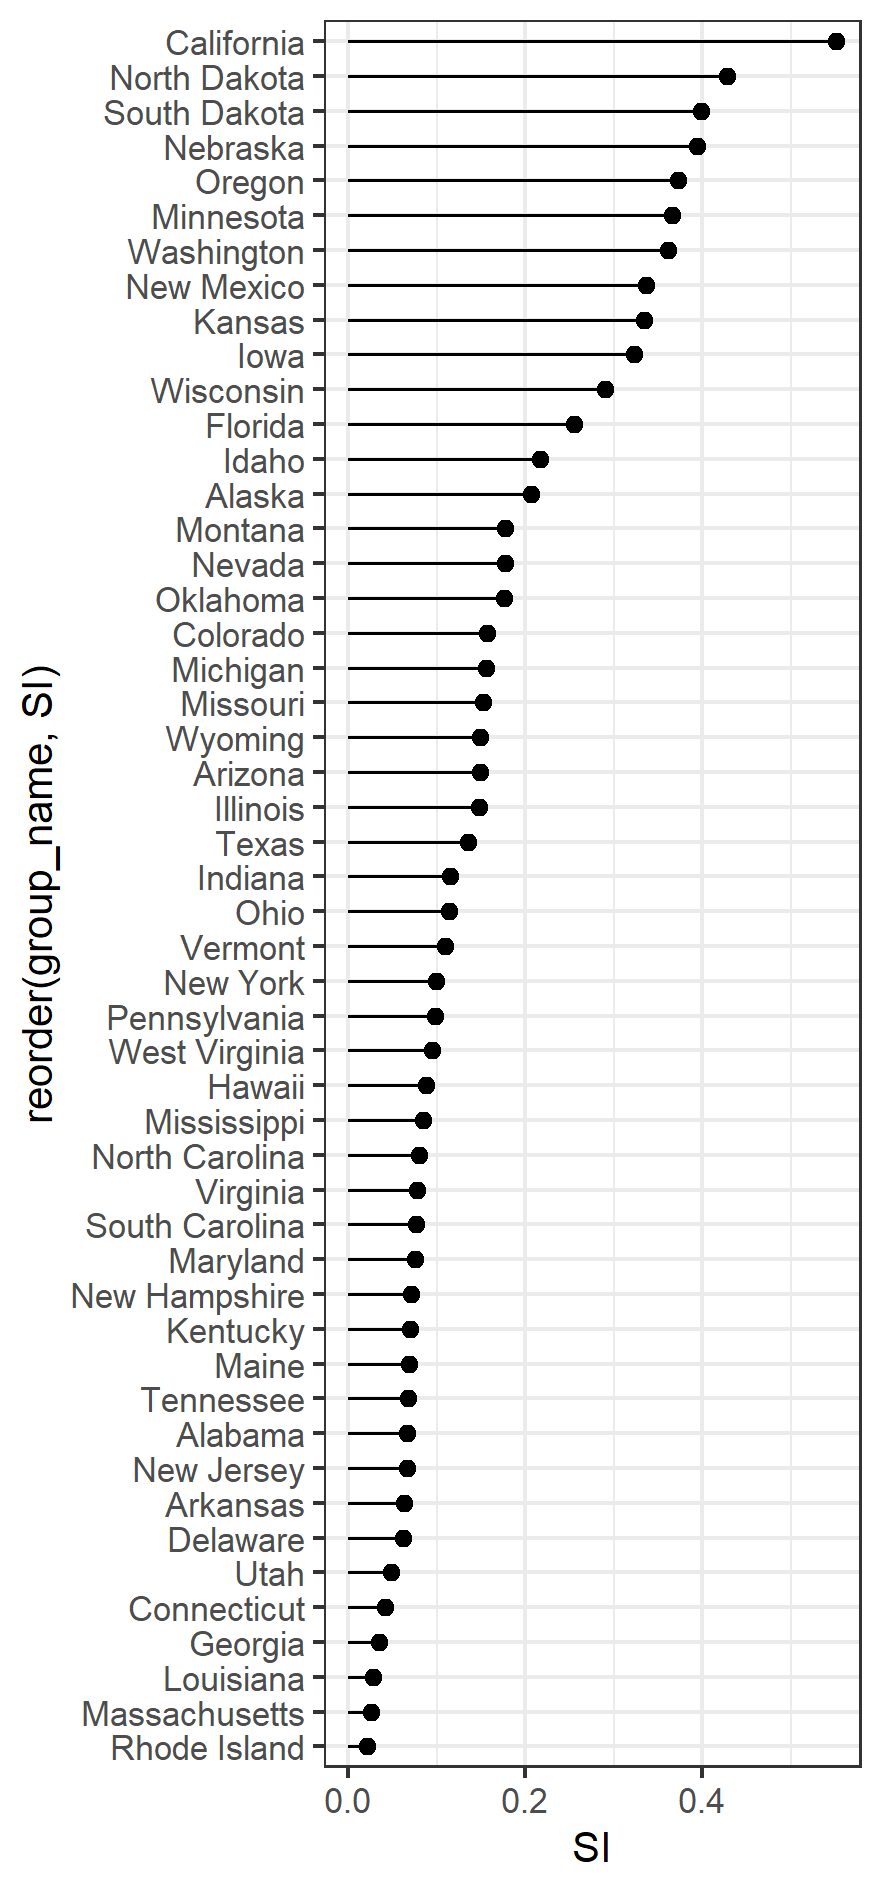 California
North Dakota
South Dakota
Nebraska
Oregon
Minnesota
Washington
New Mexico
Kansas
Iowa
Wisconsin
Florida
Idaho
Alaska
Montana
Nevada
Oklahoma
Colorado
Michigan
Missouri
Wyoming
Arizona
Illinois
Texas
Indiana
Ohio
Vermont
New York
Pennsylvania
West Virginia
Hawaii
Mississippi
North Carolina
Virginia
South Carolina
Maryland
New Hampshire
Kentucky
Maine
Tennessee
Alabama
New Jersey
Arkansas
Delaware
Utah
Connecticut
Georgia
Louisiana
Massachusetts
Rhode Island
reorder(group_name, SI)
0.0 0.2 0.4
SI